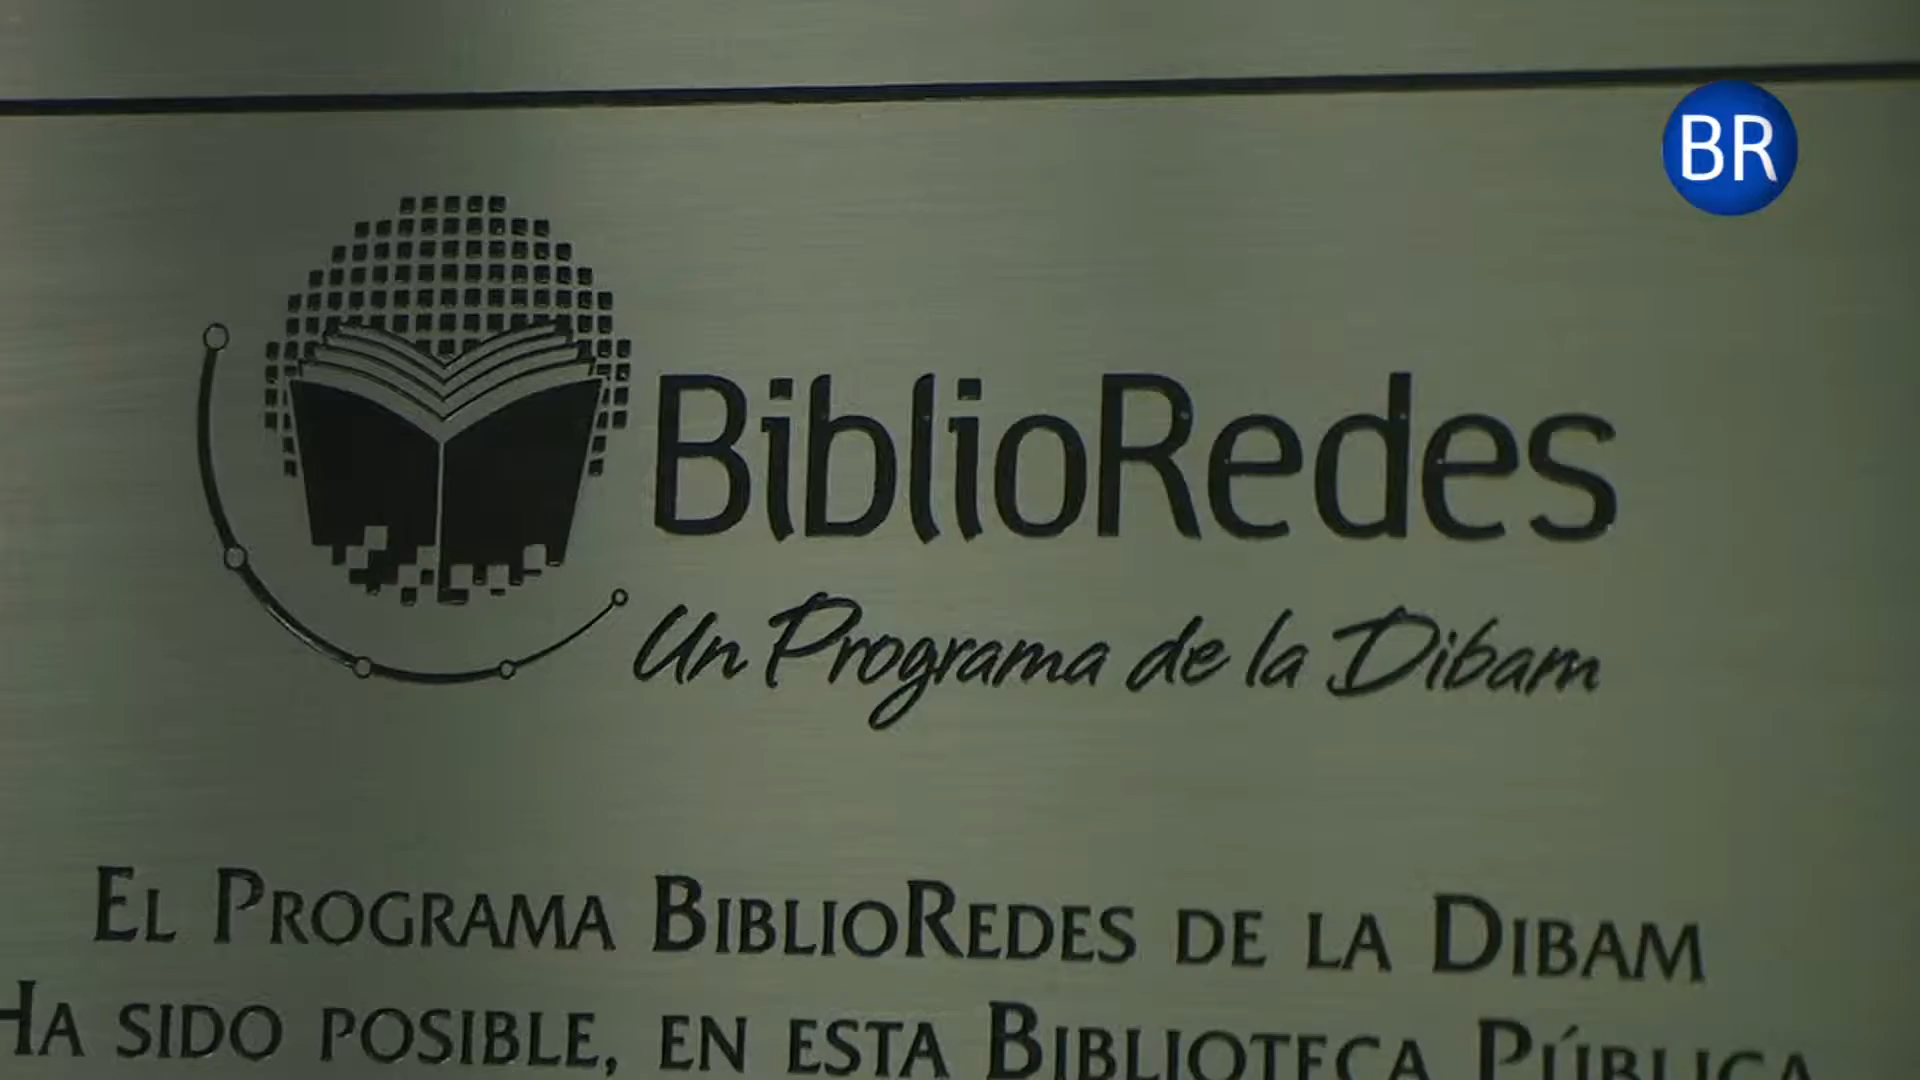 BR
BiblioRedes
Un Programa de la Dibam
El Programa BiblioRedes de la Dibam
Ha sido posible, en esta Biblioteca Pública